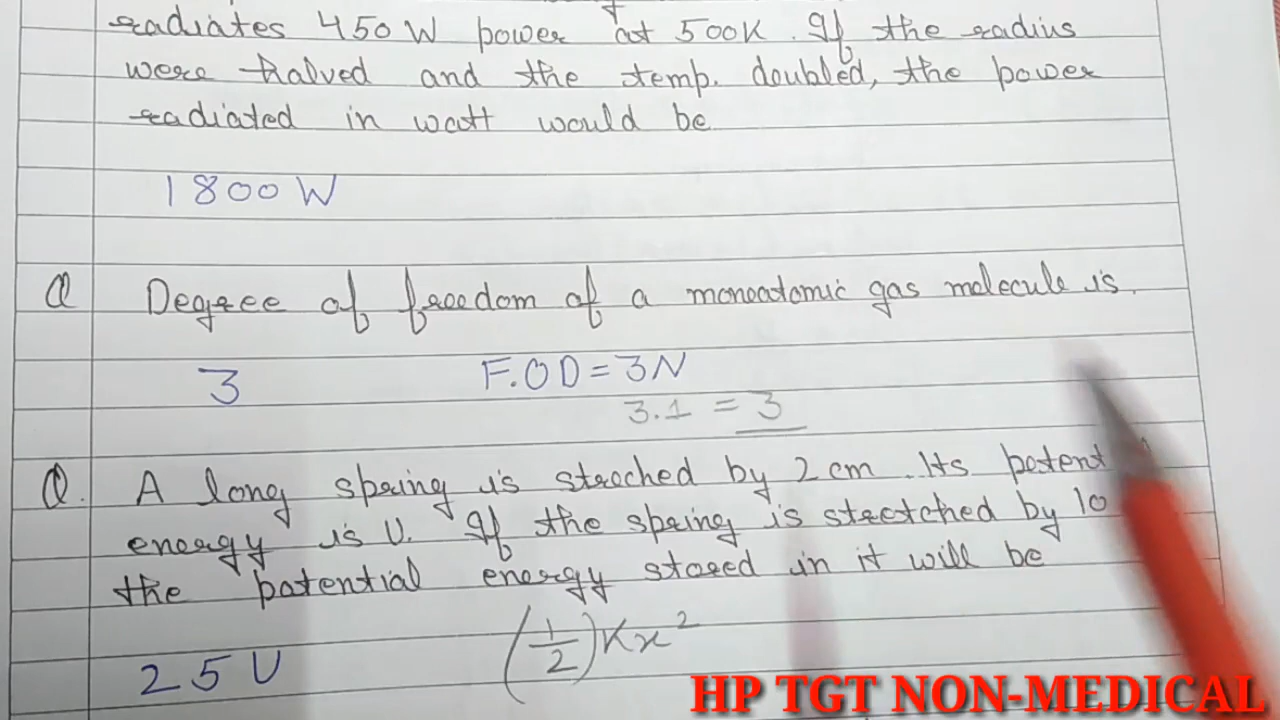 radiates 450 W power at 500K. If the radius
were halved and the temp. doubled, the power
radiated in watt would be
1800 W
Q Degree of freedom of a monoatomic gas molecule is.
3 F.OD = 3N
3.1 = 3
Q. A long spring is streched by 2 cm. Its potent
energy is U. If the spring is stretched by 10
the potential energy stored in it will be
25 U (1/2) Kx²
HP TGT NON-MEDICAL